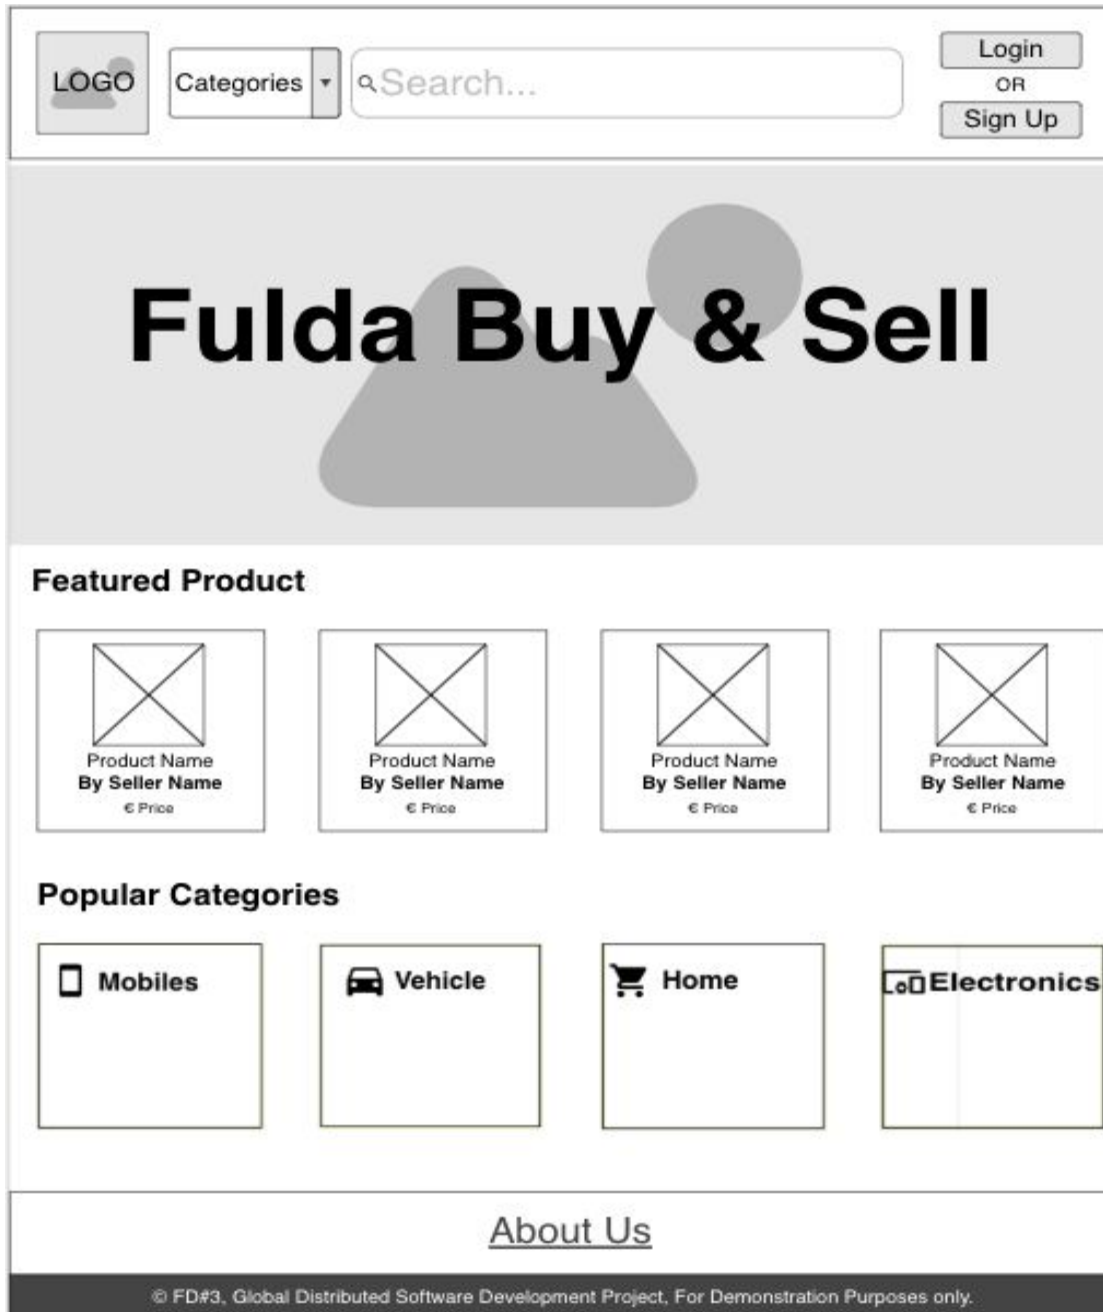 LOGO
Categories
Search...
Login
OR
Sign Up
Fulda Buy & Sell
Featured Product
Product Name
By Seller Name
€ Price
Product Name
By Seller Name
€ Price
Product Name
By Seller Name
€ Price
Product Name
By Seller Name
€ Price
Popular Categories
Mobiles
Vehicle
Home
Electronics
About Us
© FD#3, Global Distributed Software Development Project, For Demonstration Purposes only.